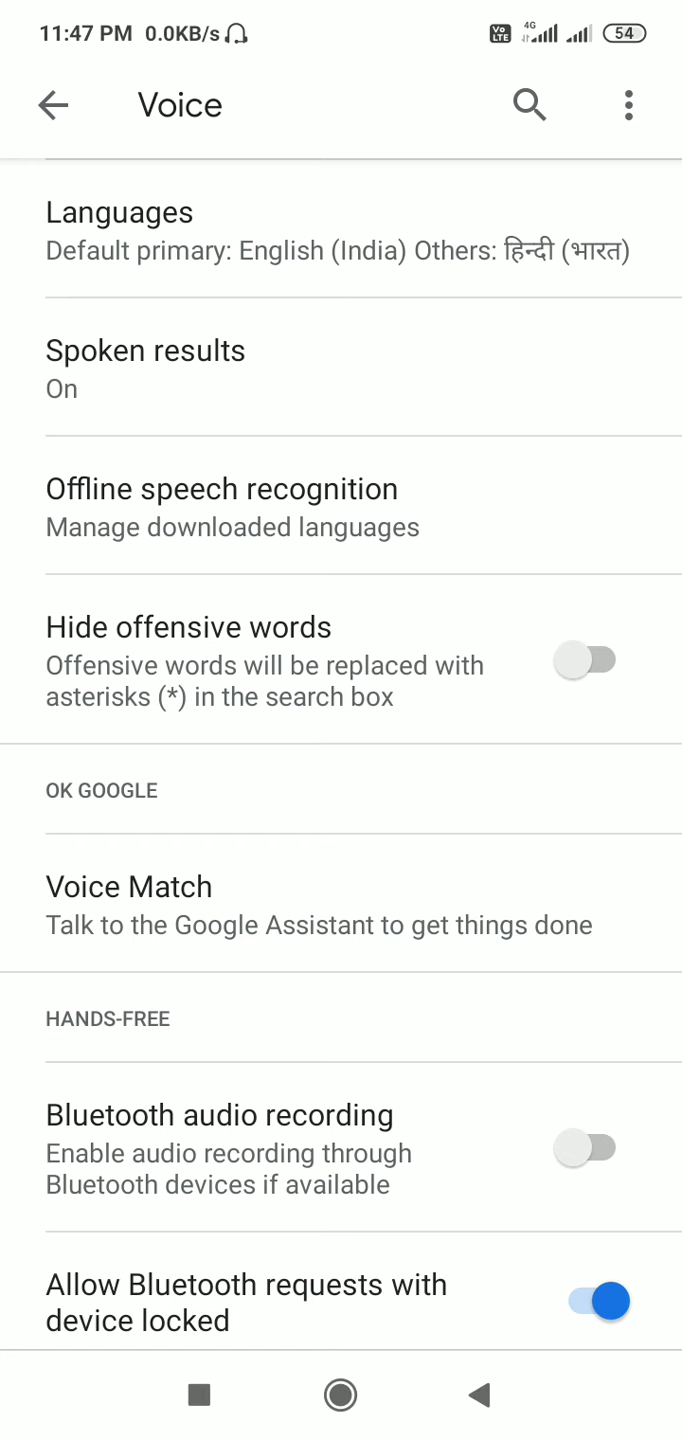 11:47 PM 0.0KB/s Vo LTE 4G 54
Voice
Languages
Default primary: English (India) Others: हिन्दी (भारत)
Spoken results
On
Offline speech recognition
Manage downloaded languages
Hide offensive words
Offensive words will be replaced with
asterisks (*) in the search box
OK GOOGLE
Voice Match
Talk to the Google Assistant to get things done
HANDS-FREE
Bluetooth audio recording
Enable audio recording through
Bluetooth devices if available
Allow Bluetooth requests with
device locked